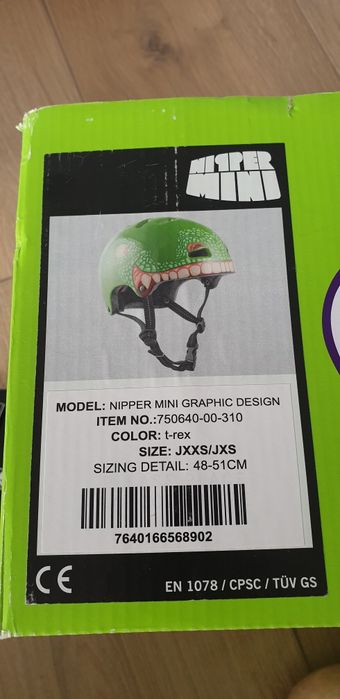 NIPPER
MINI
MODEL: NIPPER MINI GRAPHIC DESIGN
ITEM NO.:750640-00-310
COLOR: t-rex
SIZE: JXXS/JXS
SIZING DETAIL: 48-51CM
7640166568902
CE
EN 1078 / CPSC / TÜV GS